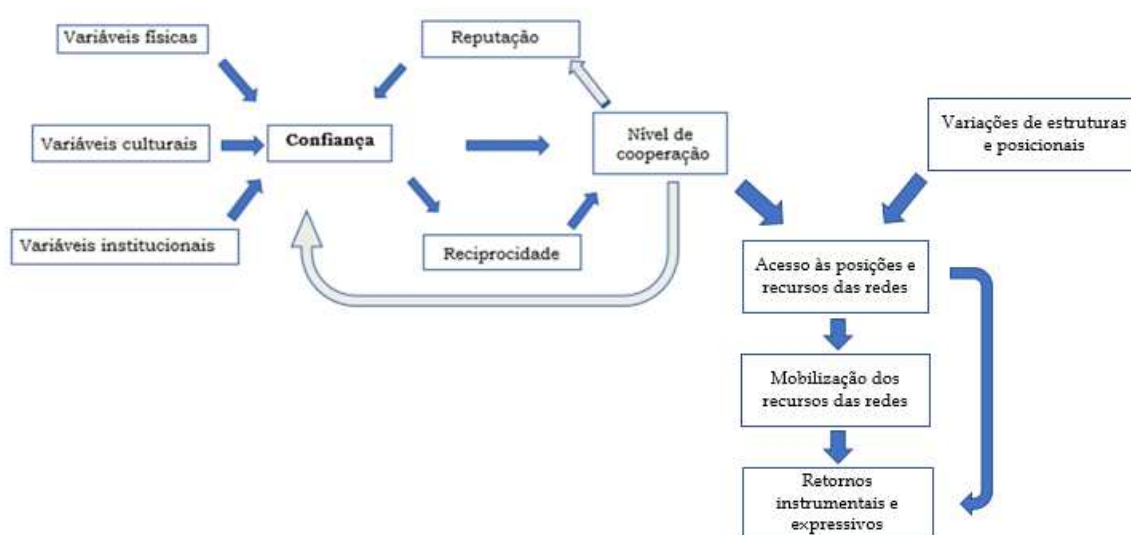 Variáveis físicas
Reputação
Variáveis culturais
Confiança
Nível de
cooperação
Variações de estruturas
e posicionais
Variáveis institucionais
Reciprocidade
Acesso às posições e
recursos das redes
Mobilização dos
recursos das redes
Retornos
instrumentais e
expressivos